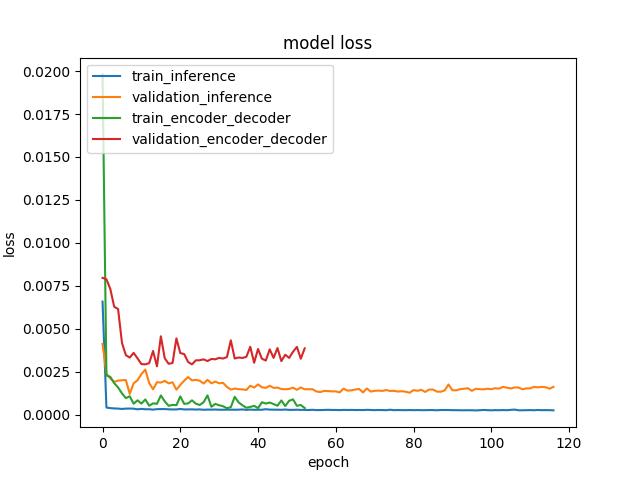 model loss
train_inference
validation_inference
train_encoder_decoder
validation_encoder_decoder
loss
0.0200
0.0175
0.0150
0.0125
0.0100
0.0075
0.0050
0.0025
0.0000
0 20 40 60 80 100 120
epoch